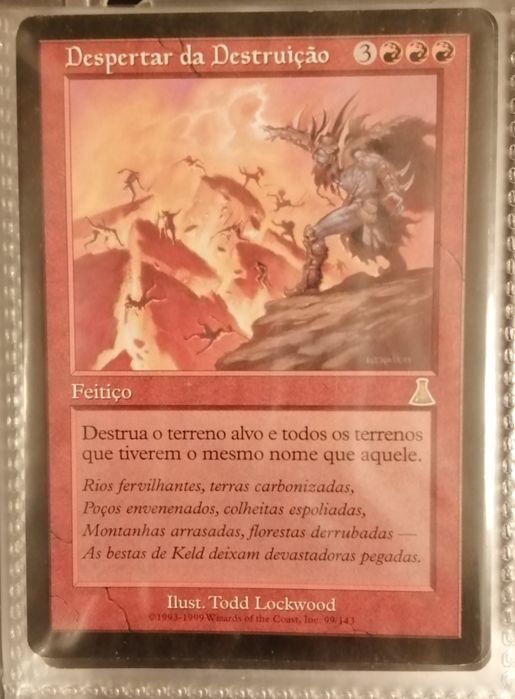 Despertar da Destruição 3
Feitiço
Destrua o terreno alvo e todos os terrenos
que tiverem o mesmo nome que aquele.
Rios fervilhantes, terras carbonizadas,
Poços envenenados, colheitas espoliadas,
Montanhas arrasadas, florestas derrubadas —
As bestas de Keld deixam devastadoras pegadas.
Ilust. Todd Lockwood
©1993-1999 Wizards of the Coast, Inc. 99/143